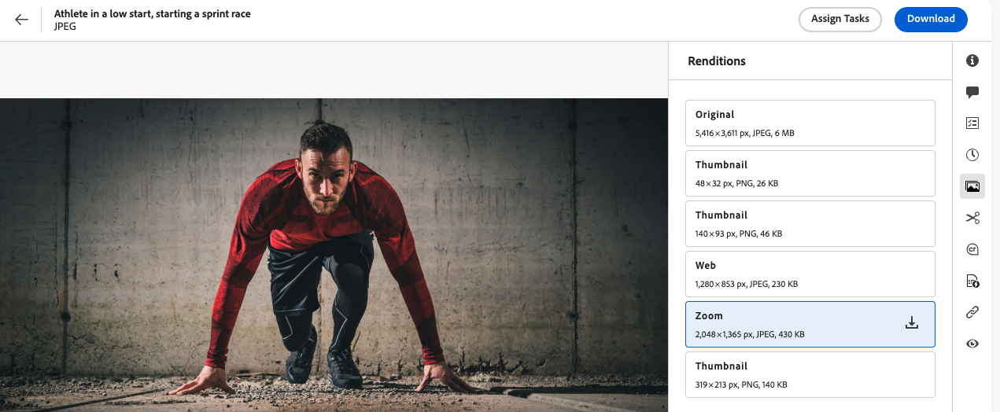 Athlete in a low start, starting a sprint race
JPEG
Assign Tasks
Download
Renditions
Original
5,416×3,611 px, JPEG, 6 MB
Thumbnail
48×32 px, PNG, 26 KB
Thumbnail
140×93 px, PNG, 46 KB
Web
1,280×853 px, JPEG, 230 KB
Zoom
2,048×1,365 px, JPEG, 430 KB
Thumbnail
319×213 px, PNG, 140 KB
cr